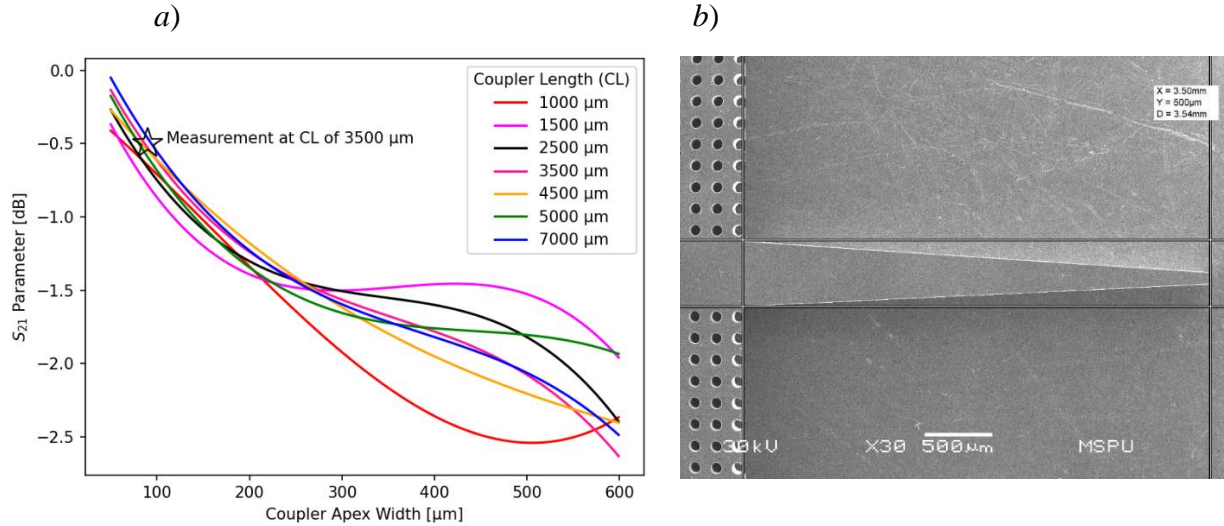 a)
b)
0.0
−0.5
−1.0
−1.5
−2.0
−2.5
S21 Parameter [dB]
100 200 300 400 500 600
Coupler Apex Width [μm]
Measurement at CL of 3500 μm
Coupler Length (CL)
1000 μm
1500 μm
2500 μm
3500 μm
4500 μm
5000 μm
7000 μm
X = 3.50mm
Y = 500μm
D = 3.54mm
30kV X30 500μm MSPU